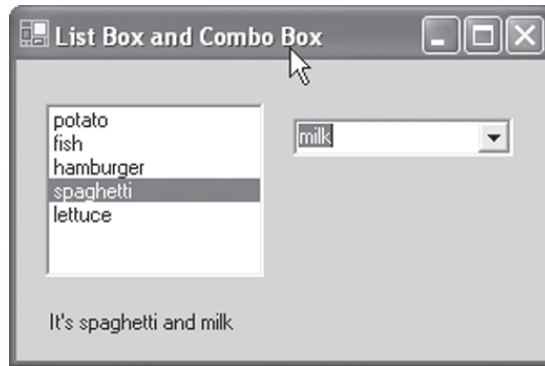 List Box and Combo Box
potato
fish
hamburger
spaghetti
lettuce
milk
It's spaghetti and milk